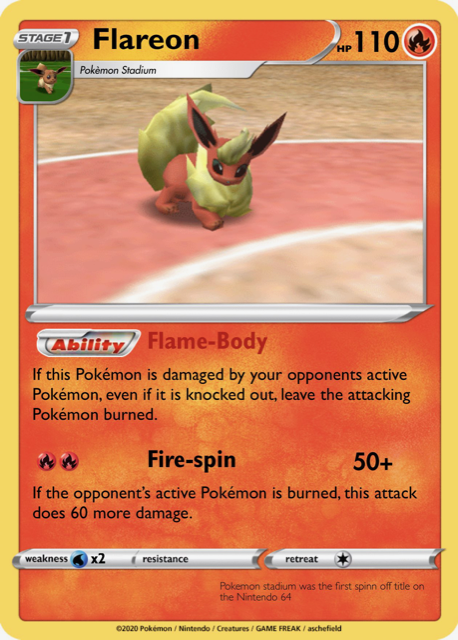 STAGE 1
Flareon
HP 110
Pokèmon Stadium
Ability Flame-Body
If this Pokémon is damaged by your opponents active
Pokémon, even if it is knocked out, leave the attacking
Pokémon burned.
Fire-spin 50+
If the opponent's active Pokémon is burned, this attack
does 60 more damage.
weakness x2 resistance retreat
Pokemon stadium was the first spinn off title on
the Nintendo 64
©2020 Pokémon / Nintendo / Creatures / GAME FREAK / aschefield